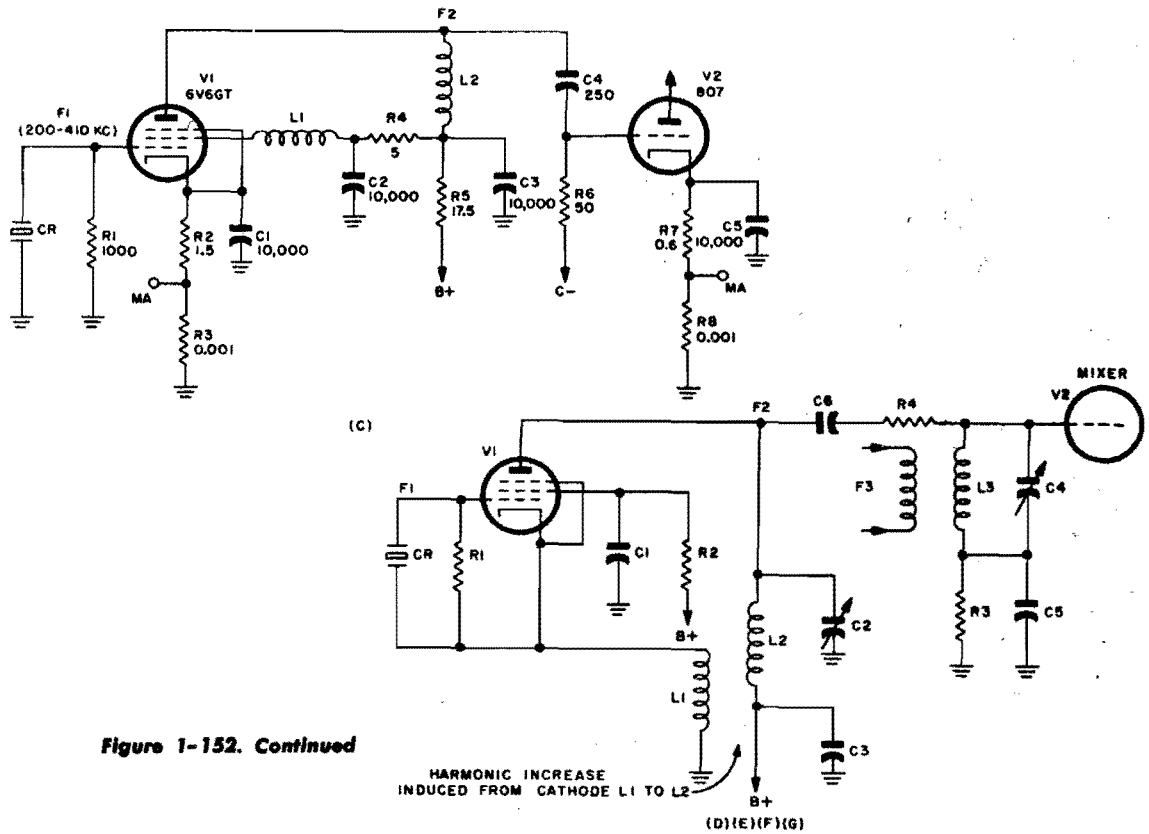 F2
V1
6V6GT
L2
C4
250
V2
807
F1
(200-410 KC)
L1
R4
5
CR
R1
1000
R2
1.5
C1
10,000
C2
10,000
R5
17.5
C3
10,000
R6
50
R7
0.6
C5
10,000
MA
MA
B+
C-
R3
0.001
R8
0.001
(C)
MIXER
V2
F2
C6
R4
V1
F3
L3
C4
F1
CR
R1
C1
R2
R3
C5
B+
L2
C2
L1
C3
Figure 1-152. Continued
HARMONIC INCREASE
INDUCED FROM CATHODE L1 TO L2
B+
(D)(E)(F)(G)